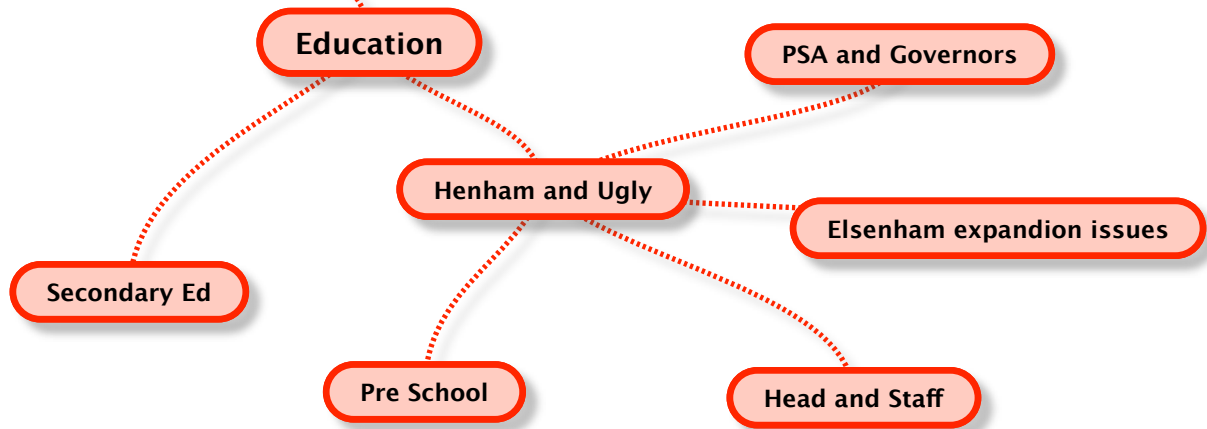 Education
PSA and Governors
Henham and Ugly
Elsenham expandion issues
Secondary Ed
Pre School
Head and Staff